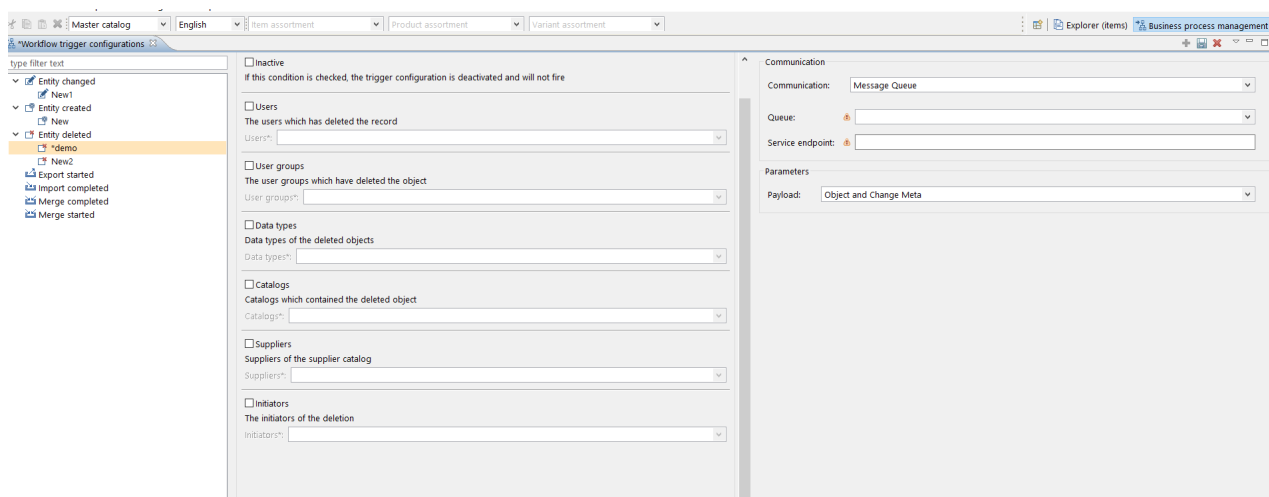 Master catalog
English
Item assortment
Product assortment
Variant assortment
Explorer (items)
Business process management
*Workflow trigger configurations
type filter text
Entity changed
New1
Entity created
New
Entity deleted
*demo
New2
Export started
Import completed
Merge completed
Merge started
Inactive
If this condition is checked, the trigger configuration is deactivated and will not fire
Users
The users which has deleted the record
Users*:
User groups
The user groups which have deleted the object
User groups*:
Data types
Data types of the deleted objects
Data types*:
Catalogs
Catalogs which contained the deleted object
Catalogs*:
Suppliers
Suppliers of the supplier catalog
Suppliers*:
Initiators
The initiators of the deletion
Initiators*:
Communication
Communication: Message Queue
Queue:
Service endpoint:
Parameters
Payload: Object and Change Meta